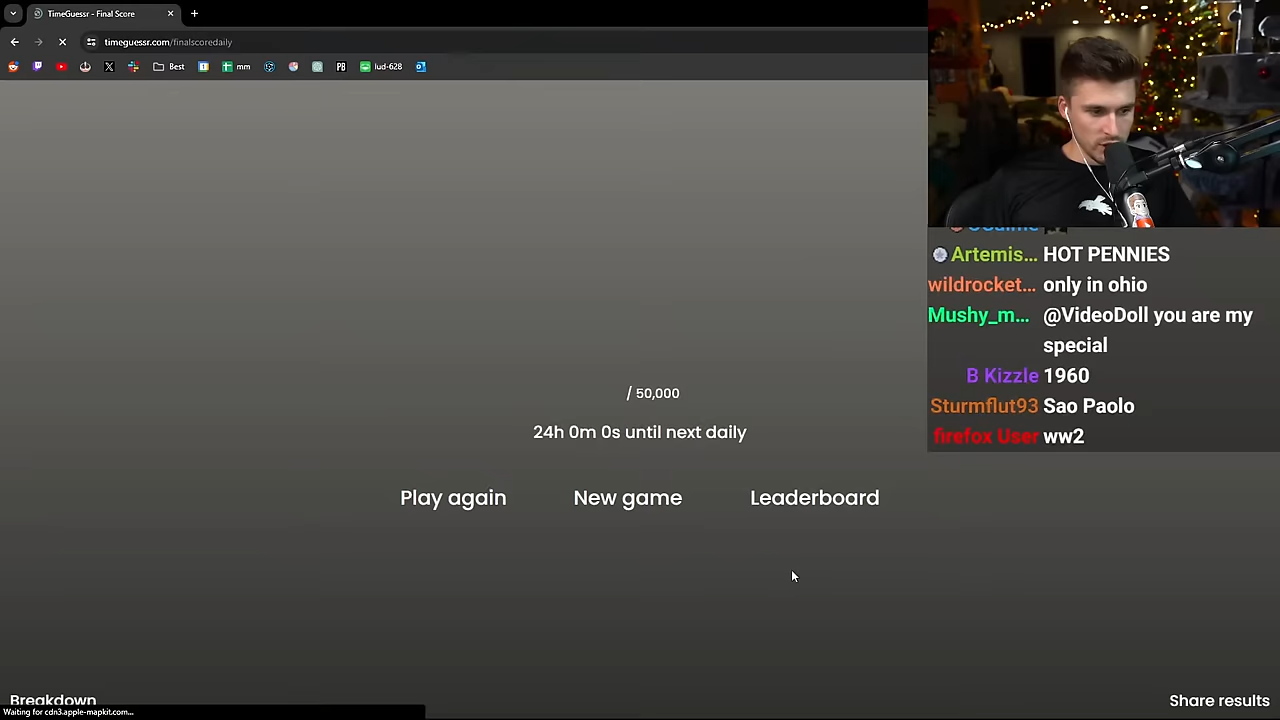 TimeGuessr - Final Score
timeguessr.com/finalscoredaily
Best
mm
iud-628
Artemis... HOT PENNIES
wildrocket... only in ohio
Mushy_m... @VideoDoll you are my
special
B Kizzle 1960
Sturmflut93 Sao Paolo
firefox User ww2
/ 50,000
24h 0m 0s until next daily
Play again
New game
Leaderboard
Breakdown
Share results
Waiting for cdn3.apple-mapkit.com...